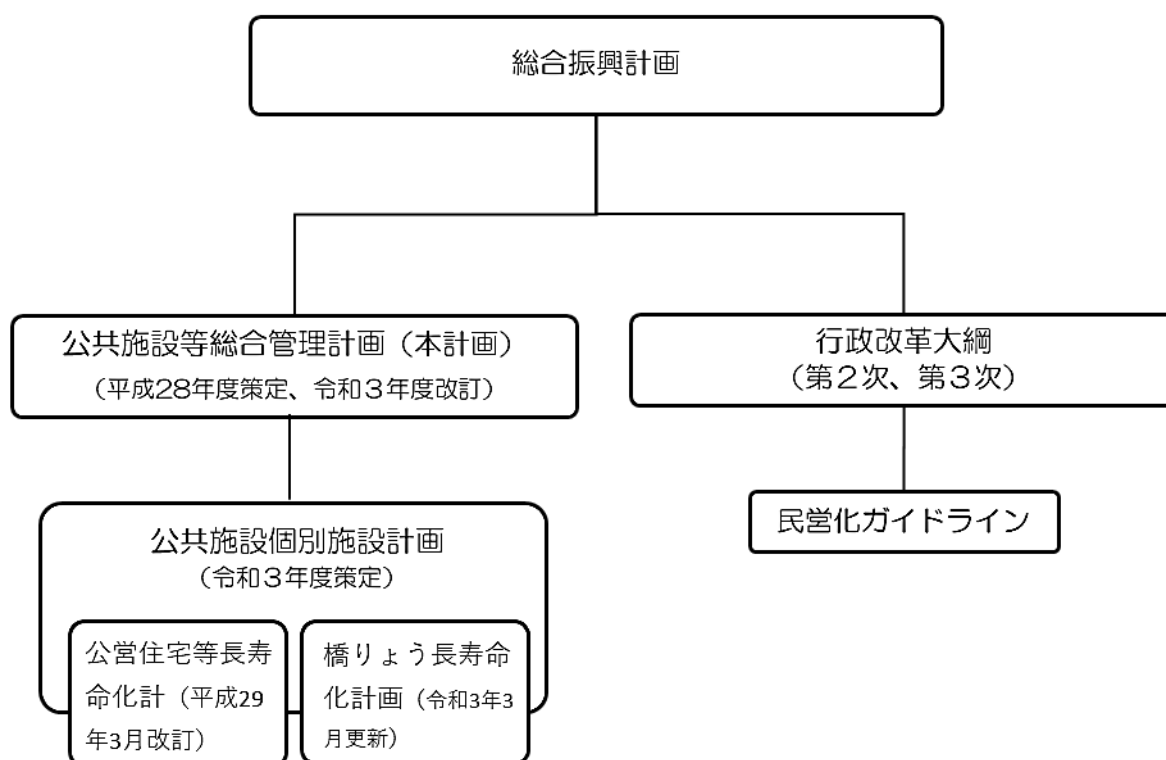 総合振興計画
公共施設等総合管理計画（本計画）
（平成28年度策定、令和３年度改訂）
行政改革大綱
（第２次、第３次）
公共施設個別施設計画
（令和３年度策定）
民営化ガイドライン
公営住宅等長寿
命化計（平成29
年3月改訂）
橋りょう長寿命
化計画（令和3年3
月更新）